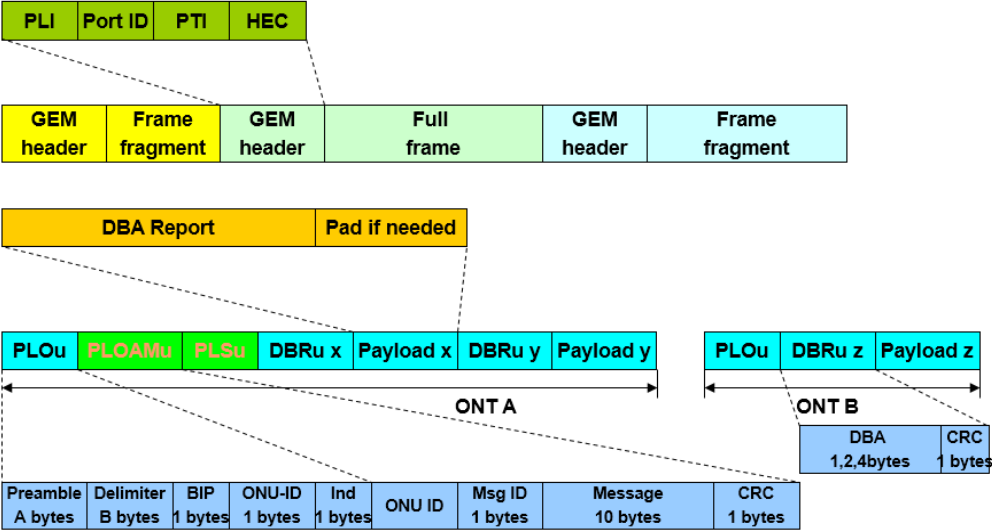 PLI Port ID PTI HEC
GEM Frame GEM Full GEM Frame
header fragment header frame header fragment
DBA Report Pad if needed
PLOu PLOAMu PLSu DBRu x Payload x DBRu y Payload y PLOu DBRu z Payload z
ONT A ONT B
DBA CRC
1,2,4bytes 1 bytes
Preamble Delimiter BIP ONU-ID Ind ONU ID Msg ID Message CRC
A bytes B bytes 1 bytes 1 bytes 1 bytes 1 bytes 10 bytes 1 bytes